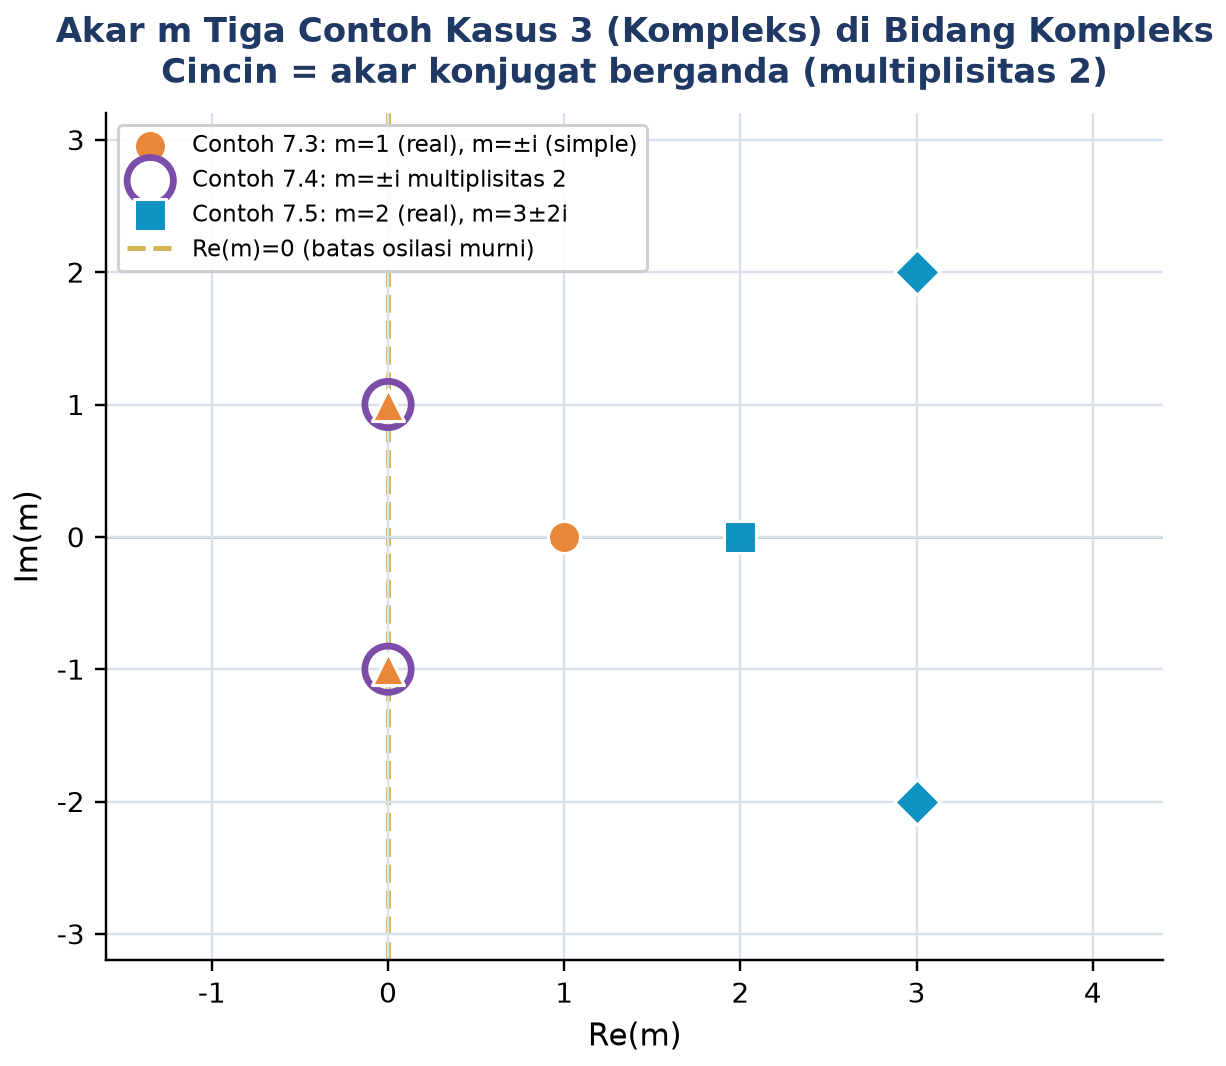 Akar m Tiga Contoh Kasus 3 (Kompleks) di Bidang Kompleks
Cincin = akar konjugat berganda (multiplisitas 2)
Contoh 7.3: m=1 (real), m=±i (simple)
Contoh 7.4: m=±i multiplisitas 2
Contoh 7.5: m=2 (real), m=3±2i
Re(m)=0 (batas osilasi murni)
3
2
1
0
-1
-2
-3
Im(m)
-1 0 1 2 3 4
Re(m)